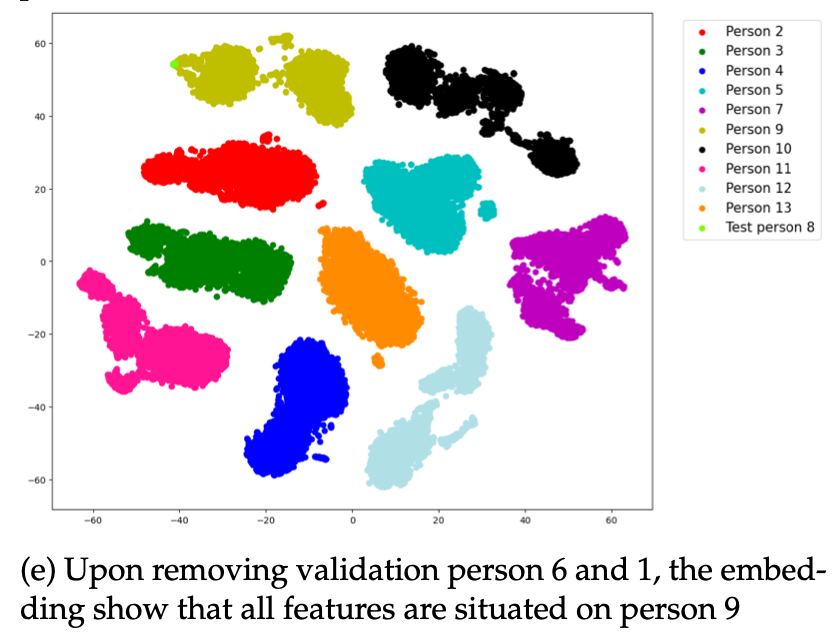 60
40
20
0
−20
−40
−60
−60
−40
−20
0
20
40
60
Person 2
Person 3
Person 4
Person 5
Person 7
Person 9
Person 10
Person 11
Person 12
Person 13
Test person 8
(e) Upon removing validation person 6 and 1, the embed-
ding show that all features are situated on person 9